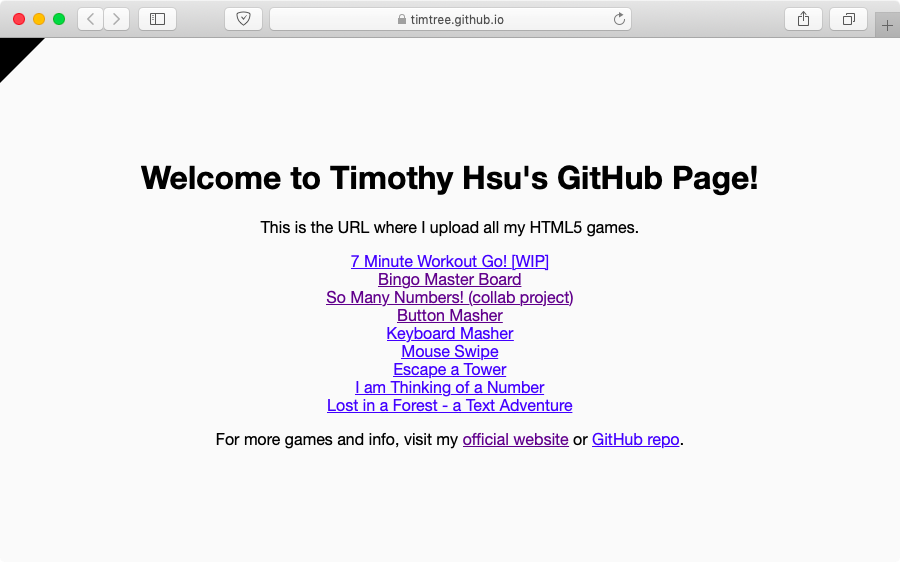 timtree.github.io
Welcome to Timothy Hsu's GitHub Page!
This is the URL where I upload all my HTML5 games.
7 Minute Workout Go! [WIP]
Bingo Master Board
So Many Numbers! (collab project)
Button Masher
Keyboard Masher
Mouse Swipe
Escape a Tower
I am Thinking of a Number
Lost in a Forest - a Text Adventure
For more games and info, visit my official website or GitHub repo.